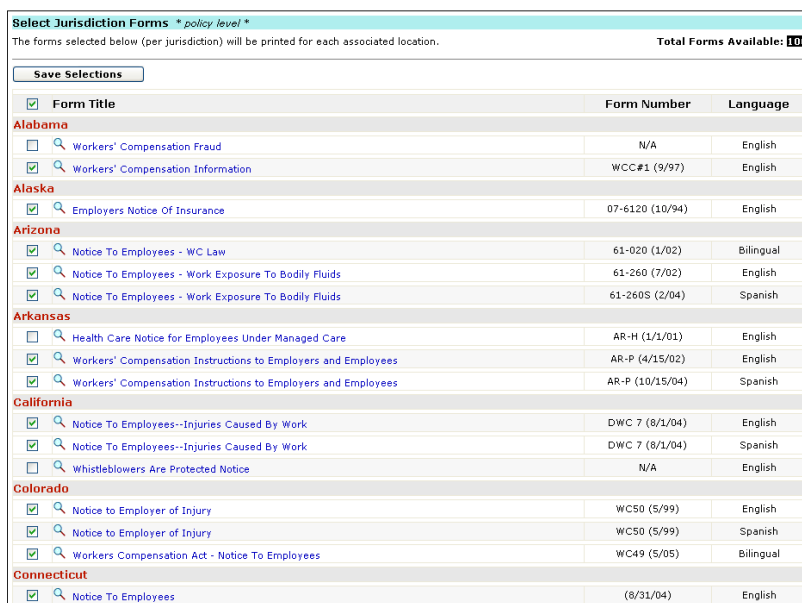 Select Jurisdiction Forms * policy level *
The forms selected below (per jurisdiction) will be printed for each associated location. Total Forms Available:
Save Selections
Form Title Form Number Language
Alabama
Workers' Compensation Fraud N/A English
Workers' Compensation Information WCC#1 (9/97) English
Alaska
Employers Notice Of Insurance 07-6120 (10/94) English
Arizona
Notice To Employees - WC Law 61-020 (1/02) Bilingual
Notice To Employees - Work Exposure To Bodily Fluids 61-260 (7/02) English
Notice To Employees - Work Exposure To Bodily Fluids 61-260S (2/04) Spanish
Arkansas
Health Care Notice for Employees Under Managed Care AR-H (1/1/01) English
Workers' Compensation Instructions to Employers and Employees AR-P (4/15/02) English
Workers' Compensation Instructions to Employers and Employees AR-P (10/15/04) Spanish
California
Notice To Employees--Injuries Caused By Work DWC 7 (8/1/04) English
Notice To Employees--Injuries Caused By Work DWC 7 (8/1/04) Spanish
Whistleblowers Are Protected Notice N/A English
Colorado
Notice to Employer of Injury WC50 (5/99) English
Notice to Employer of Injury WC50 (5/99) Spanish
Workers Compensation Act - Notice To Employees WC49 (5/05) Bilingual
Connecticut
Notice To Employees (8/31/04) English